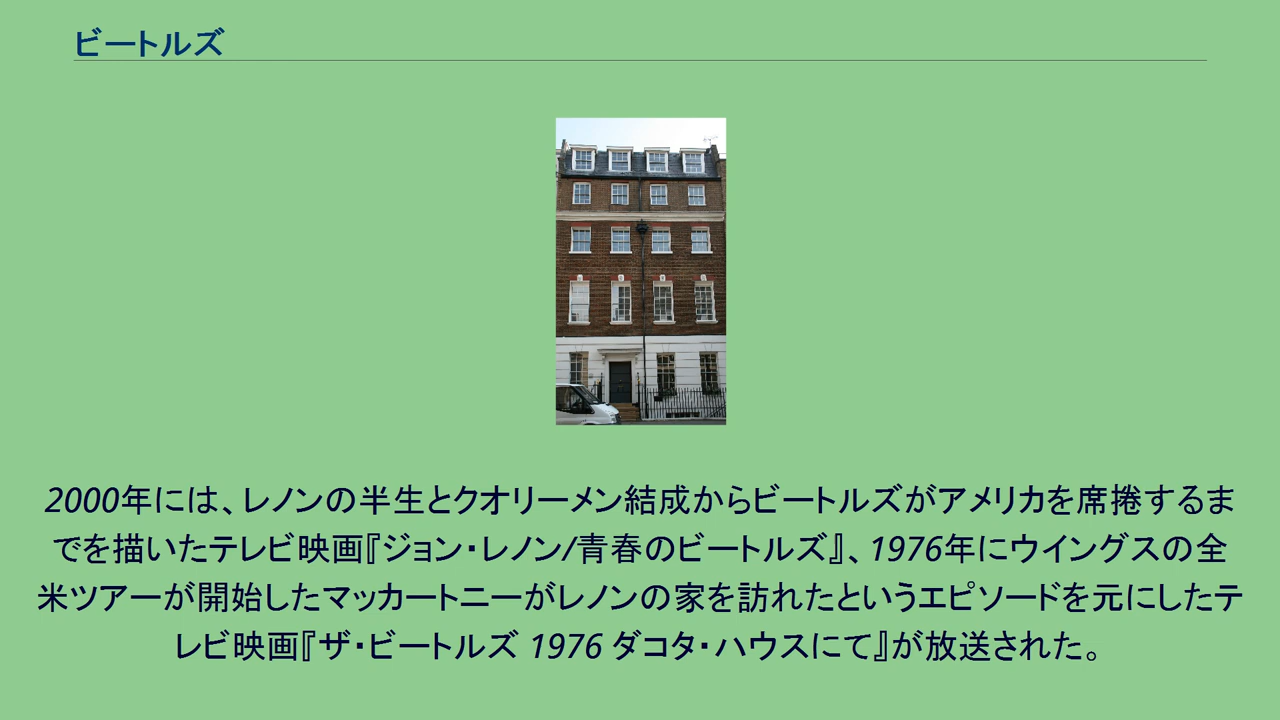 ビートルズ
2000年には、レノンの半生とクオリーメン結成からビートルズがアメリカを席捲するま
でを描いたテレビ映画『ジョン・レノン/青春のビートルズ』、1976年にウイングスの全
米ツアーが開始したマッカートニーがレノンの家を訪れたというエピソードを元にしたテ
レビ映画『ザ・ビートルズ 1976 ダコタ・ハウスにて』が放送された。